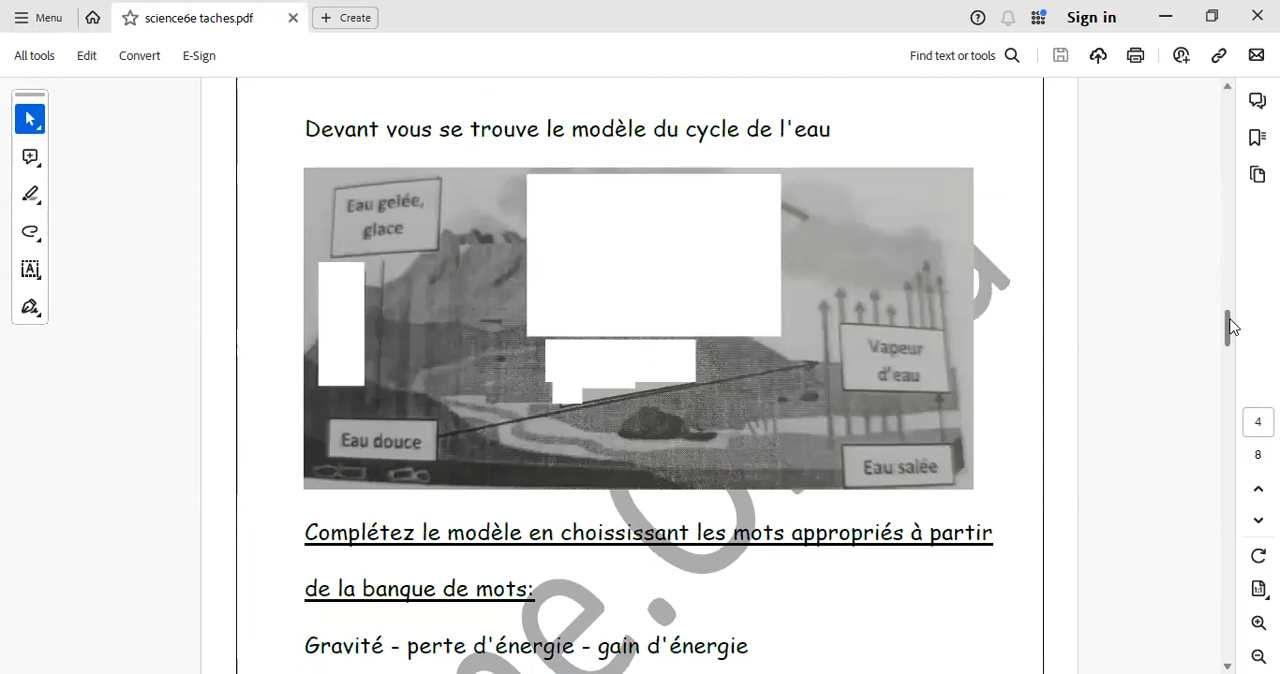 Menu
science6e taches.pdf
Create
Sign in
All tools
Edit
Convert
E-Sign
Find text or tools
Devant vous se trouve le modèle du cycle de l'eau
Eau gelée,
glace
Vapeur
d'eau
Eau douce
Eau salée
Complétez le modèle en choississant les mots appropriés à partir
de la banque de mots:
Gravité - perte d'énergie - gain d'énergie
4
8